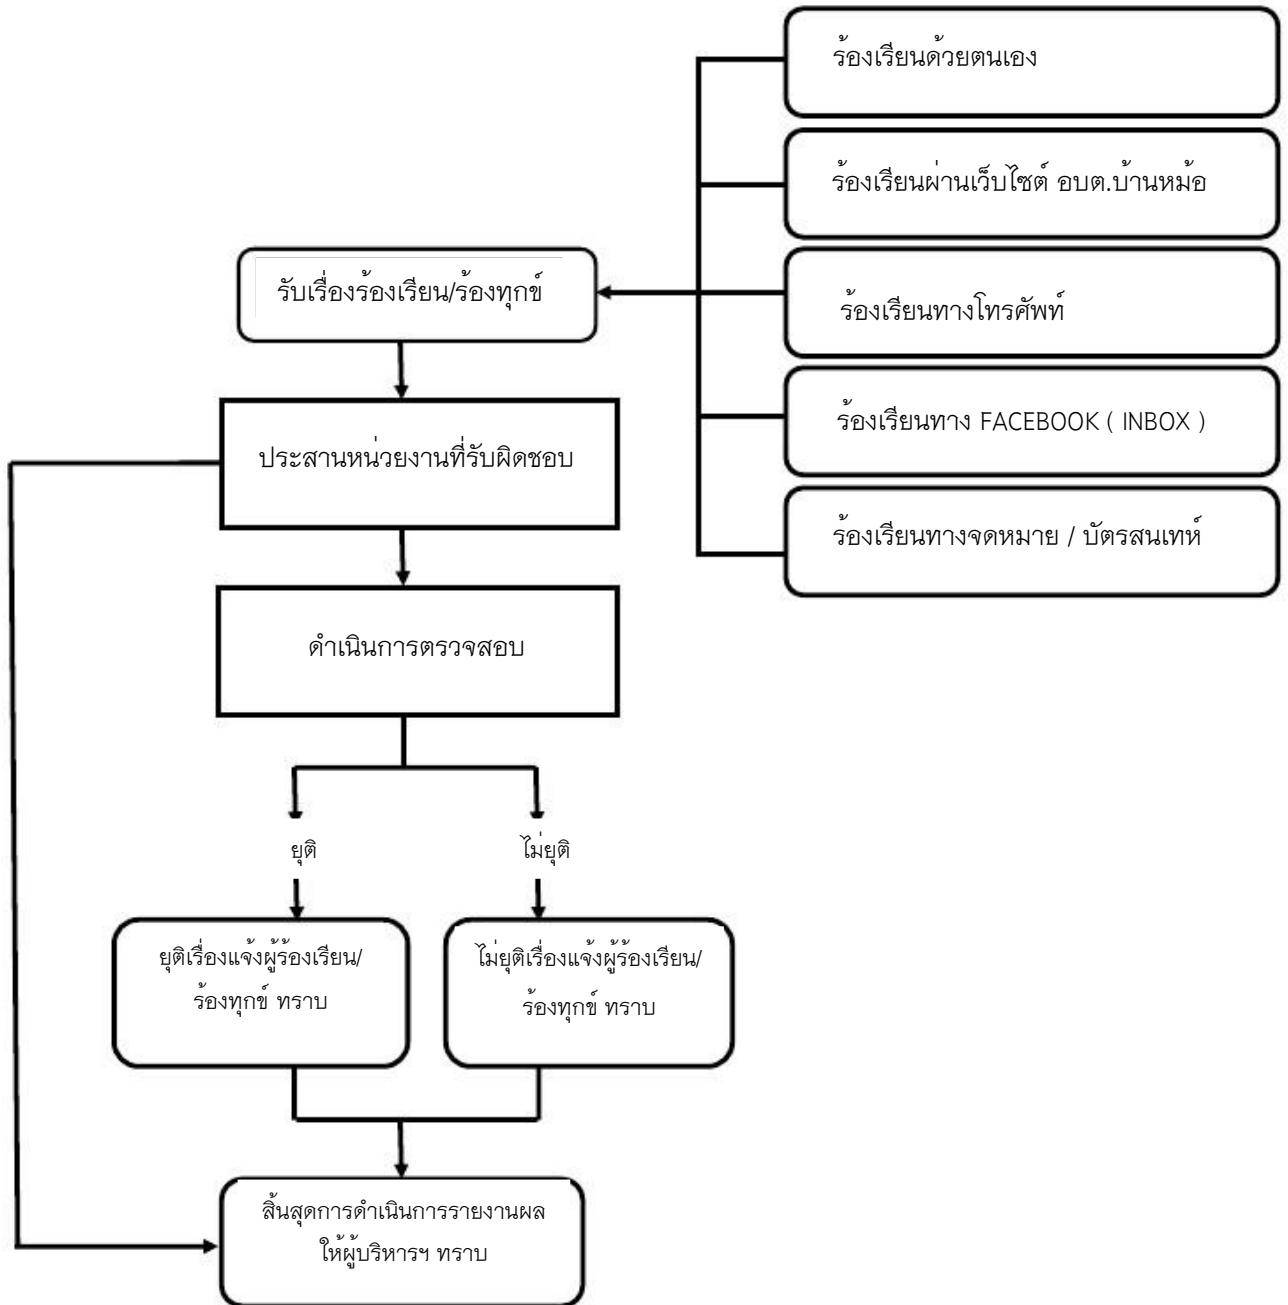 ร้องเรียนด้วยตนเอง
ร้องเรียนผ่านเว็บไซต์ อบต.บ้านหม้อ
รับเรื่องร้องเรียน/ร้องทุกข์
ร้องเรียนทางโทรศัพท์
ร้องเรียนทาง FACEBOOK ( INBOX )
ประสานหน่วยงานที่รับผิดชอบ
ร้องเรียนทางจดหมาย / บัตรสนเทห์
ดำเนินการตรวจสอบ
ยุติ
ไม่ยุติ
ยุติเรื่องแจ้งผู้ร้องเรียน/
ร้องทุกข์ ทราบ
ไม่ยุติเรื่องแจ้งผู้ร้องเรียน/
ร้องทุกข์ ทราบ
สิ้นสุดการดำเนินการรายงานผล
ให้ผู้บริหารฯ ทราบ